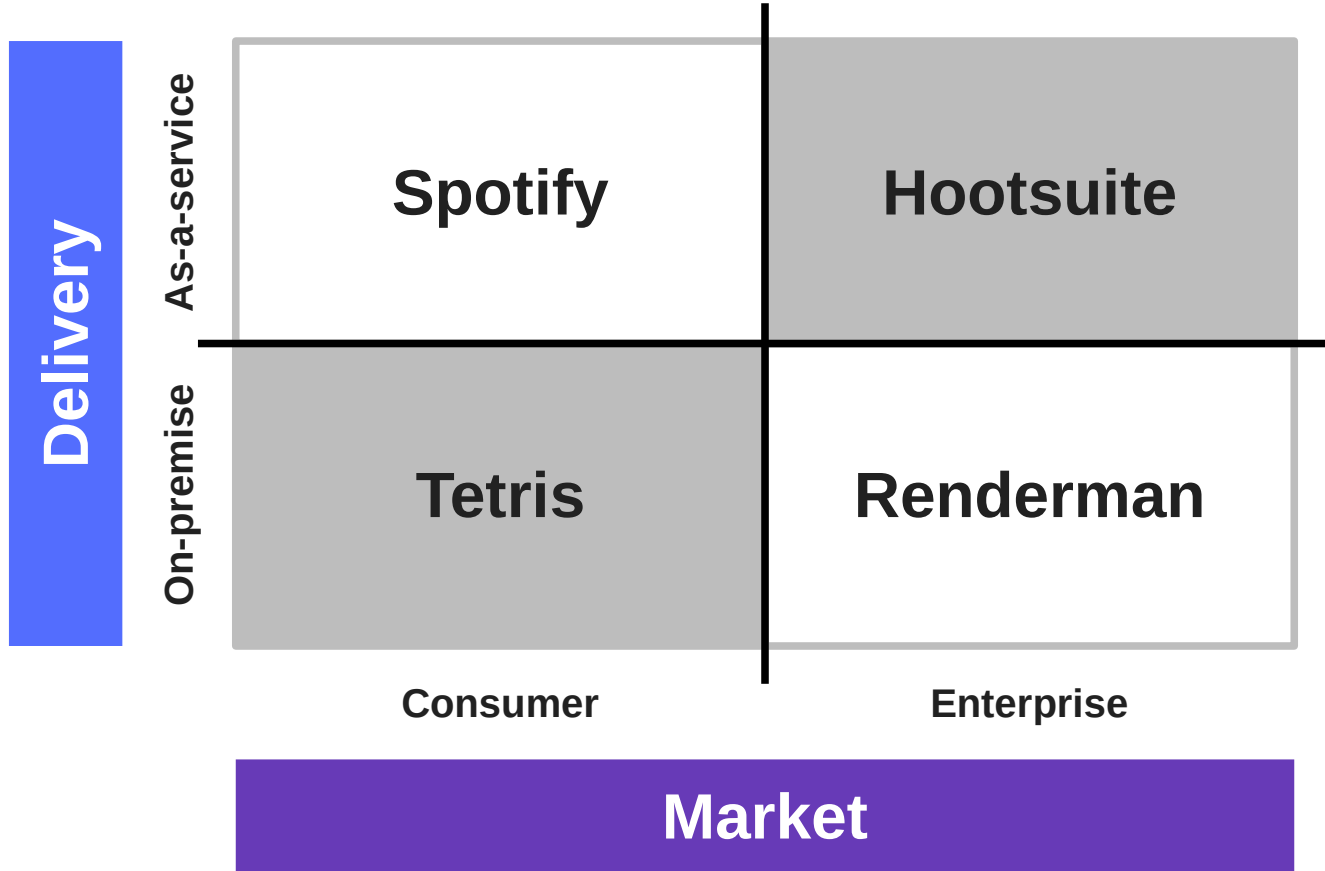 Delivery
As-a-service
On-premise
Spotify
Hootsuite
Tetris
Renderman
Consumer
Enterprise
Market